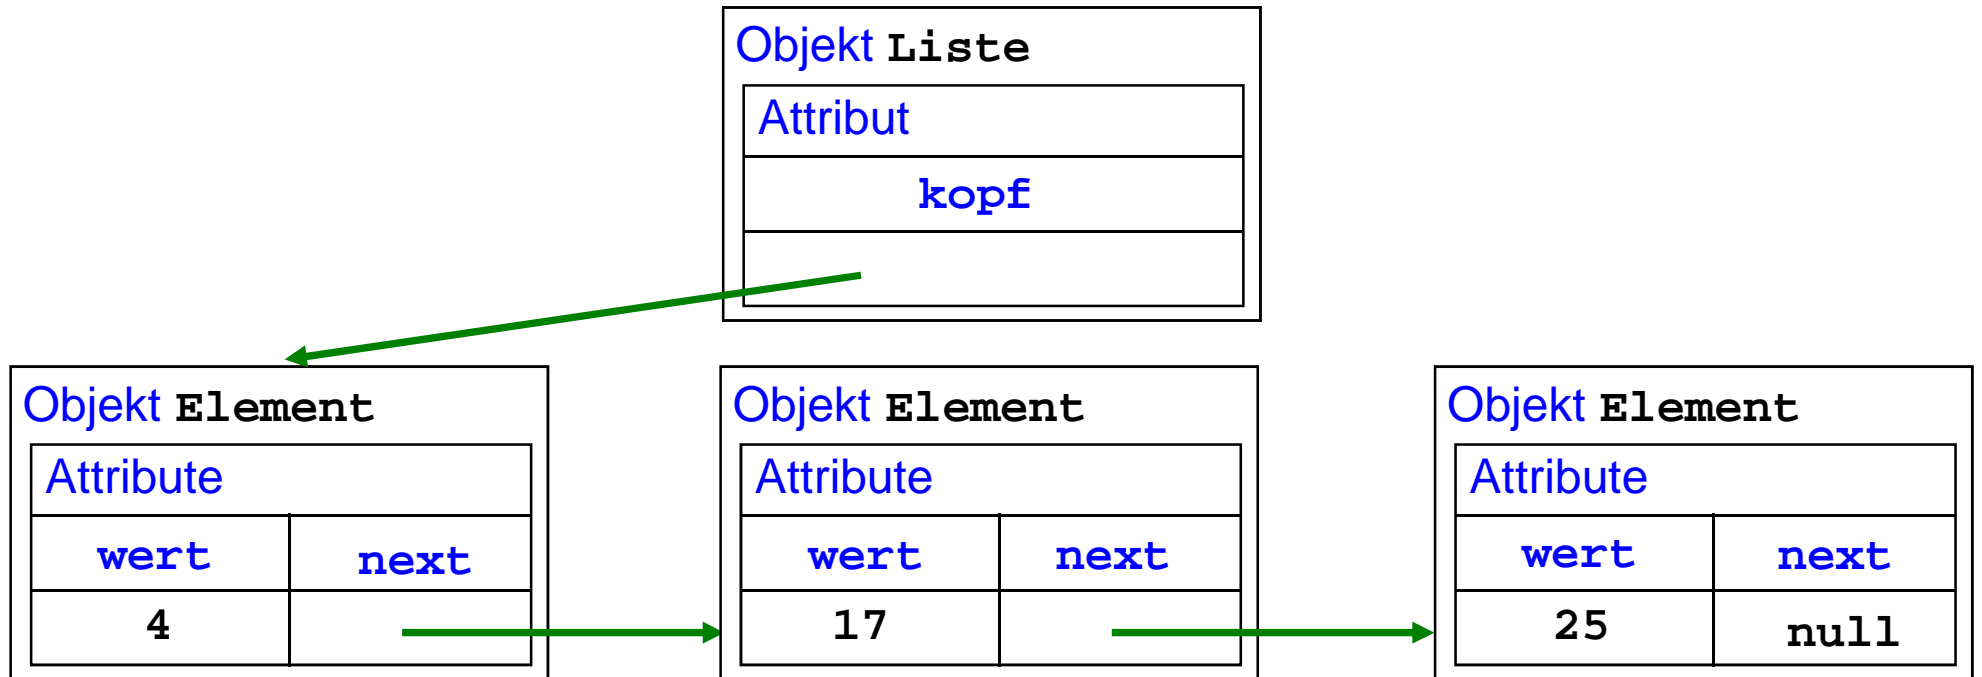 Objekt Liste
Attribut
kopf
Objekt Element
Attribute
wert next
4
Objekt Element
Attribute
wert next
17
Objekt Element
Attribute
wert next
25 null